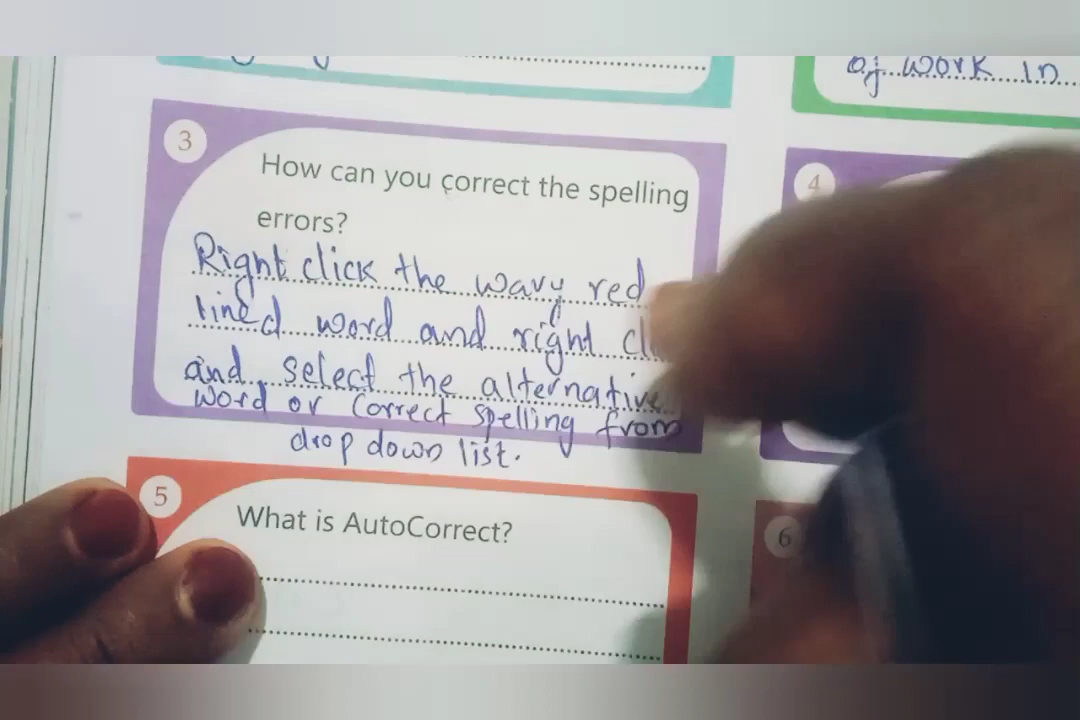 of work in
3
How can you correct the spelling
errors?
Right click the wavy red
lined word and right
and select the alternative
word or correct spelling from
drop down list.
4
5
What is AutoCorrect?
6